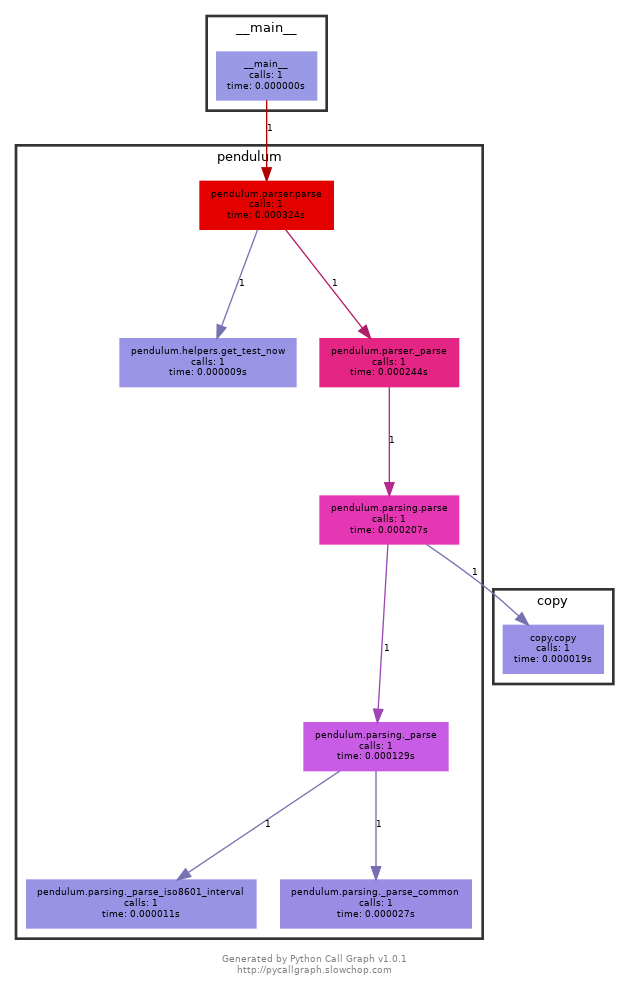 __main__
__main__
calls: 1
time: 0.000000s
1
pendulum
pendulum.parser.parse
calls: 1
time: 0.000324s
1
1
pendulum.helpers.get_test_now
calls: 1
time: 0.000009s
pendulum.parser._parse
calls: 1
time: 0.000244s
1
pendulum.parsing.parse
calls: 1
time: 0.000207s
1
copy
copy.copy
calls: 1
time: 0.000019s
1
pendulum.parsing._parse
calls: 1
time: 0.000129s
1
1
pendulum.parsing._parse_iso8601_interval
calls: 1
time: 0.000011s
pendulum.parsing._parse_common
calls: 1
time: 0.000027s
Generated by Python Call Graph v1.0.1
http://pycallgraph.slowchop.com